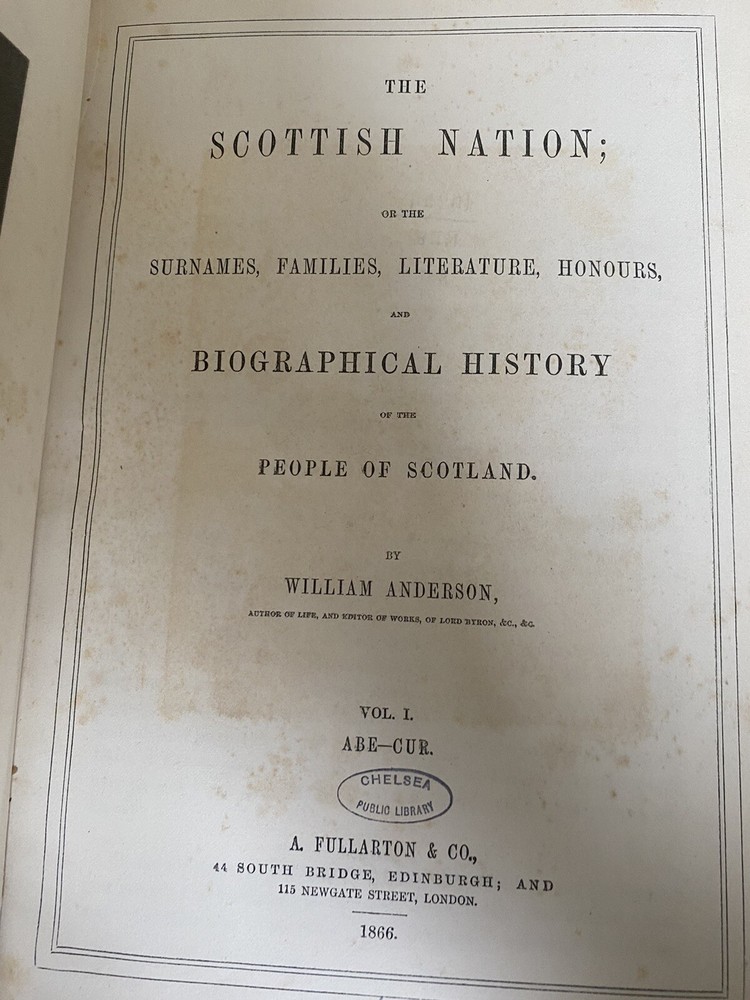 THE
SCOTTISH NATION;
OR THE
SURNAMES, FAMILIES, LITERATURE, HONOURS,
AND
BIOGRAPHICAL HISTORY
OF THE
PEOPLE OF SCOTLAND.
BY
WILLIAM ANDERSON,
AUTHOR OF LIFE, AND EDITOR OF WORKS, OF LORD BYRON, &C., &C.
VOL. I.
ABE—CUR.
CHELSEA
PUBLIC LIBRARY
A. FULLARTON & CO.,
44 SOUTH BRIDGE, EDINBURGH; AND
115 NEWGATE STREET, LONDON.
1866.